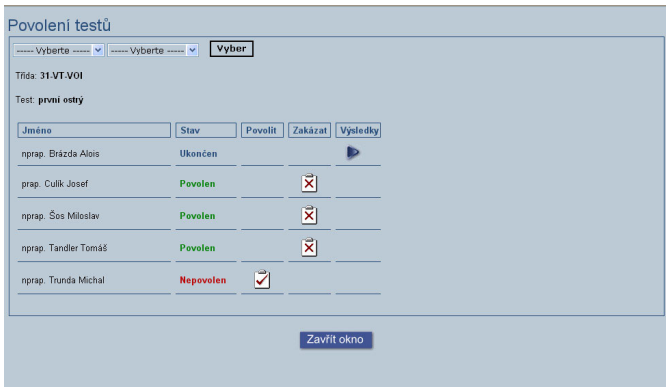 Povolení testů
----- Vyberte ----- ----- Vyberte ----- Vyber
Třída: 31-VT-VOI
Test: první ostrý
Jméno Stav Povolit Zakázat Výsledky
nprap. Brázda Alois Ukončen
prap. Culík Josef Povolen
nprap. Šos Miloslav Povolen
nprap. Tandler Tomáš Povolen
nprap. Trunda Michal Nepovolen
Zavřít okno